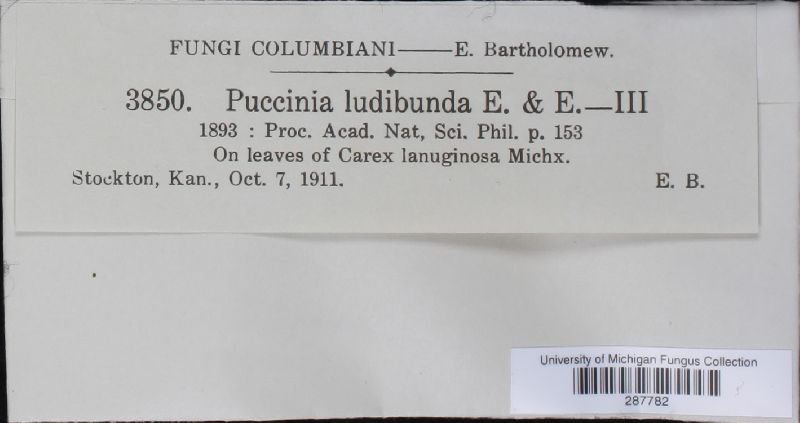 FUNGI COLUMBIANI——E. Bartholomew.
3850. Puccinia ludibunda E. & E.—III
1893 : Proc. Acad. Nat, Sci. Phil. p. 153
On leaves of Carex lanuginosa Michx.
Stockton, Kan., Oct. 7, 1911. E. B.
University of Michigan Fungus Collection
287782